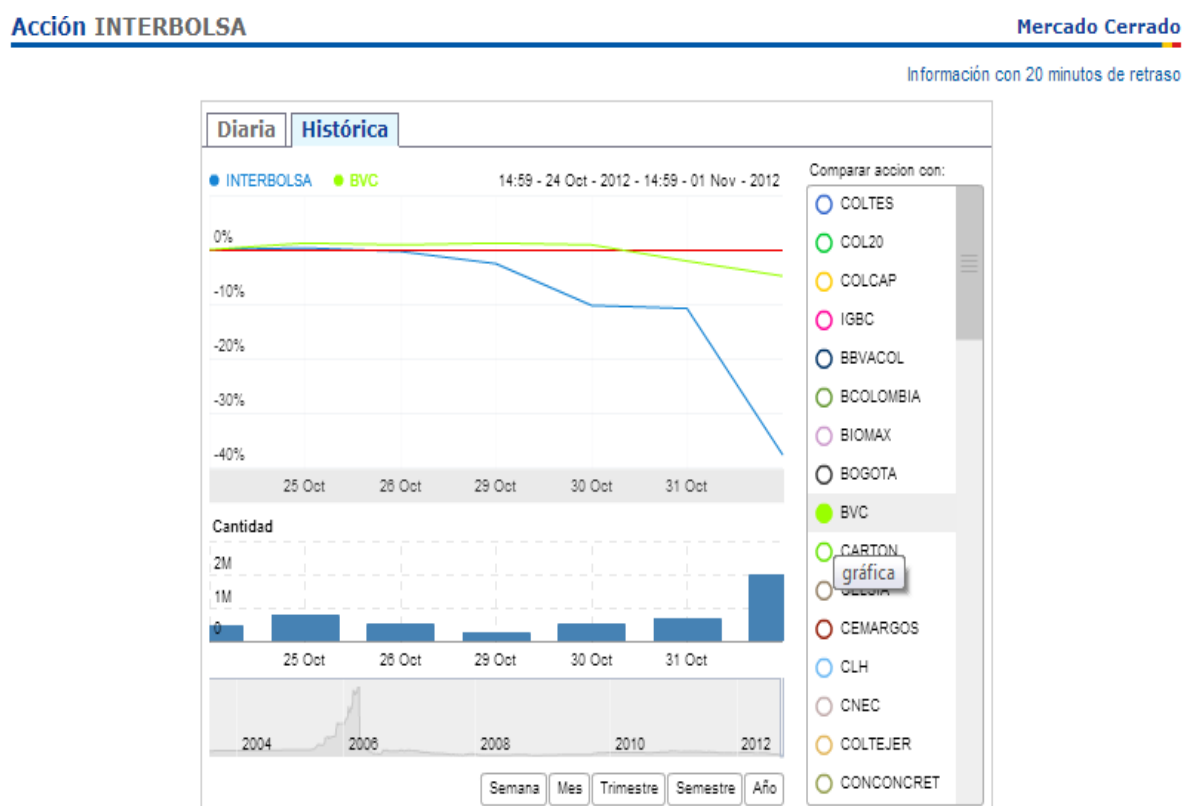 Acción INTERBOLSA
Mercado Cerrado
Información con 20 minutos de retraso
Diaria
Histórica
INTERBOLSA
BVC
14:59 - 24 Oct - 2012 - 14:59 - 01 Nov - 2012
0%
-10%
-20%
-30%
-40%
25 Oct 26 Oct 29 Oct 30 Oct 31 Oct
Cantidad
2M
1M
0
25 Oct 26 Oct 29 Oct 30 Oct 31 Oct
2004 2006 2008 2010 2012
Semana Mes Trimestre Semestre Año
Comparar accion con:
COLTES
COL20
COLCAP
IGBC
BBVACOL
BCOLOMBIA
BIOMAX
BOGOTA
BVC
CARTON
gráfica
CEMARGOS
CLH
CNEC
COLTEJER
CONCONCRET